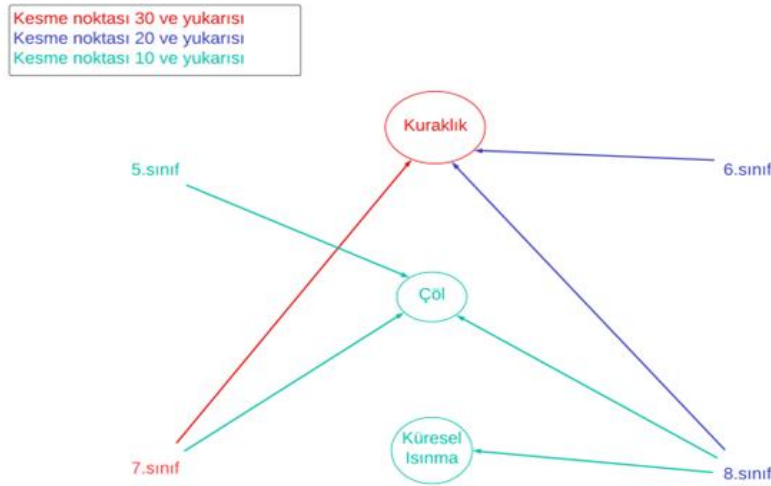 Kesme noktası 30 ve yukarısı
Kesme noktası 20 ve yukarısı
Kesme noktası 10 ve yukarısı
Kuraklık
5.sınıf
6.sınıf
Çöl
Küresel
Isınma
7.sınıf
8.sınıf